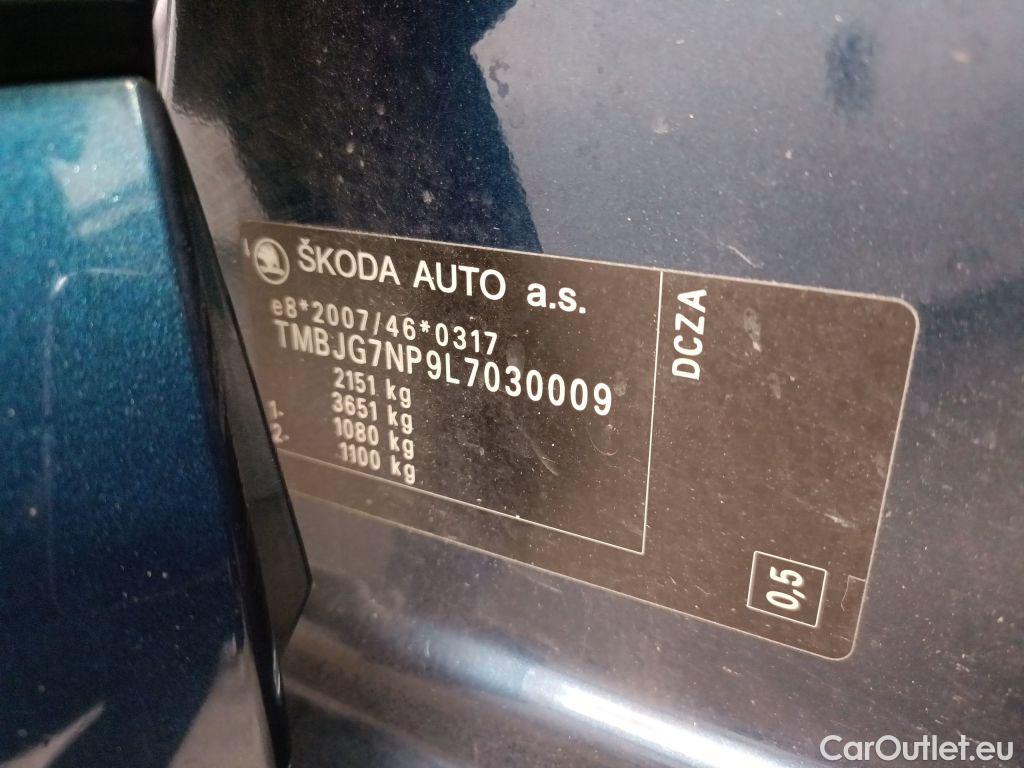 ŠKODA AUTO a.s.
e8*2007/46*0317
TMBJG7NP9L7030009
2151 kg
3651 kg
1. 1080 kg
2. 1100 kg
DCZA
0,5
CarOutlet.eu